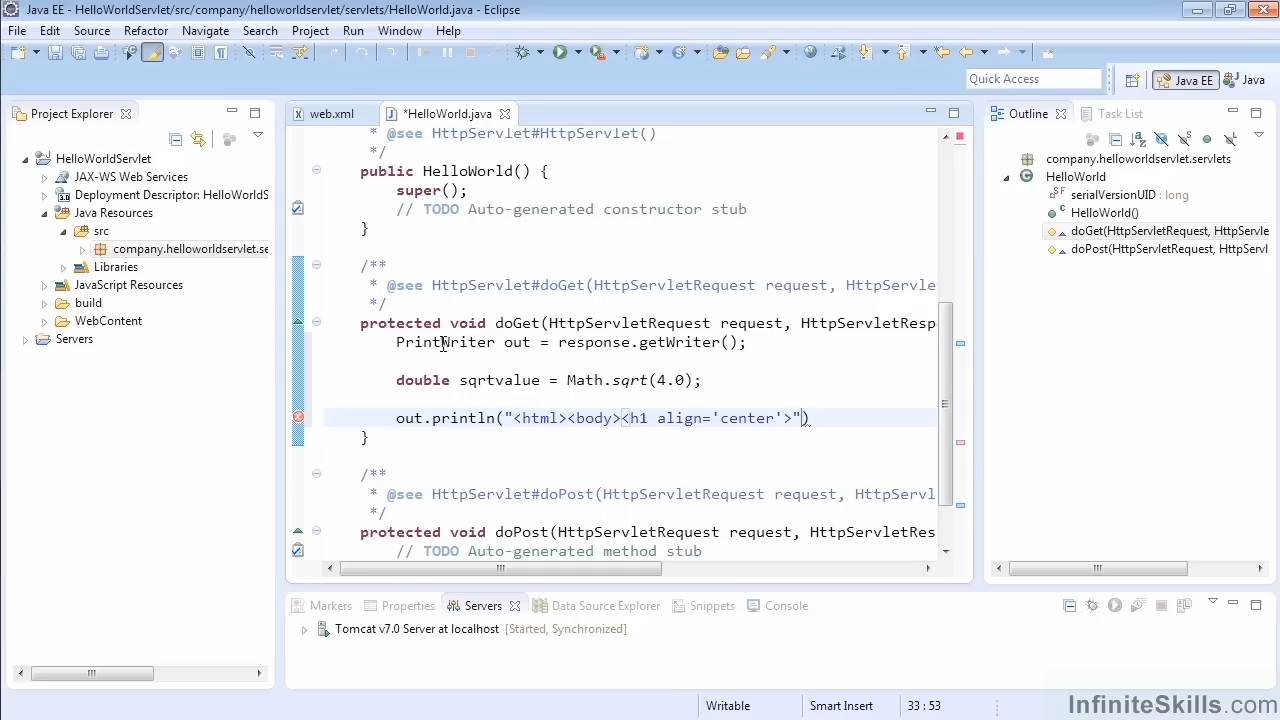 Java EE - HelloWorldServlet/src/company/helloworldservlet/servlets/HelloWorld.java - Eclipse
File Edit Source Refactor Navigate Search Project Run Window Help
Quick Access
Java EE
Java
Project Explorer
HelloWorldServlet
JAX-WS Web Services
Deployment Descriptor: HelloWorldS
Java Resources
src
company.helloworldservlet.se
Libraries
JavaScript Resources
build
WebContent
Servers
web.xml
*HelloWorld.java
* @see HttpServlet#HttpServlet()
*/
public HelloWorld() {
super();
// TODO Auto-generated constructor stub
}
/**
* @see HttpServlet#doGet(HttpServletRequest request, HttpServle
*/
protected void doGet(HttpServletRequest request, HttpServletResp
PrintWriter out = response.getWriter();
double sqrtvalue = Math.sqrt(4.0);
out.println("<html><body><h1 align='center'>")
}
/**
* @see HttpServlet#doPost(HttpServletRequest request, HttpServl
*/
protected void doPost(HttpServletRequest request, HttpServletRes
// TODO Auto-generated method stub
Outline
Task List
company.helloworldservlet.servlets
HelloWorld
serialVersionUID : long
HelloWorld()
doGet(HttpServletRequest, HttpServle
doPost(HttpServletRequest, HttpServl
Markers
Properties
Servers
Data Source Explorer
Snippets
Console
Tomcat v7.0 Server at localhost [Started, Synchronized]
Writable
Smart Insert
33 : 53
InfiniteSkills.com